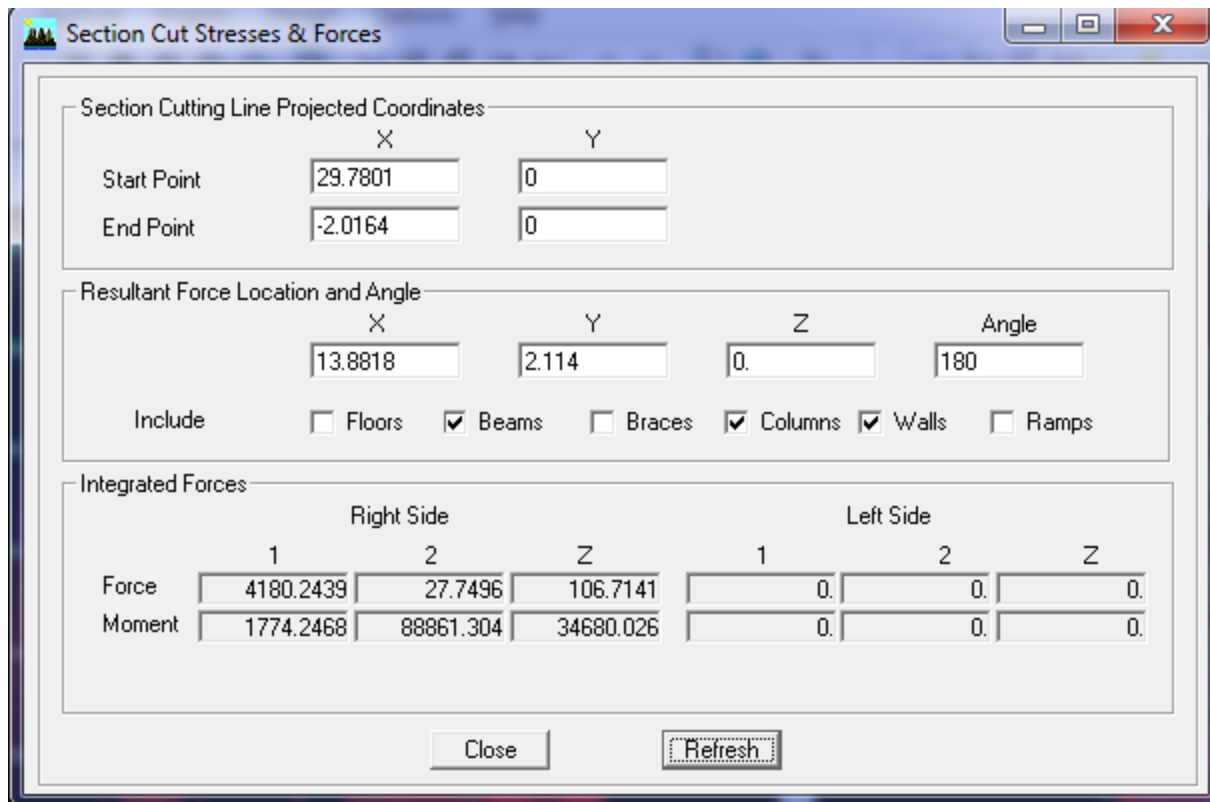 Section Cut Stresses & Forces
Section Cutting Line Projected Coordinates
X Y
Start Point 29.7801 0
End Point -2.0164 0
Resultant Force Location and Angle
X Y Z Angle
13.8818 2.114 0. 180
Include Floors Beams Braces Columns Walls Ramps
Integrated Forces
Right Side Left Side
1 2 Z 1 2 Z
Force 4180.2439 27.7496 106.7141 0. 0. 0.
Moment 1774.2468 88861.304 34680.026 0. 0. 0.
Close Refresh